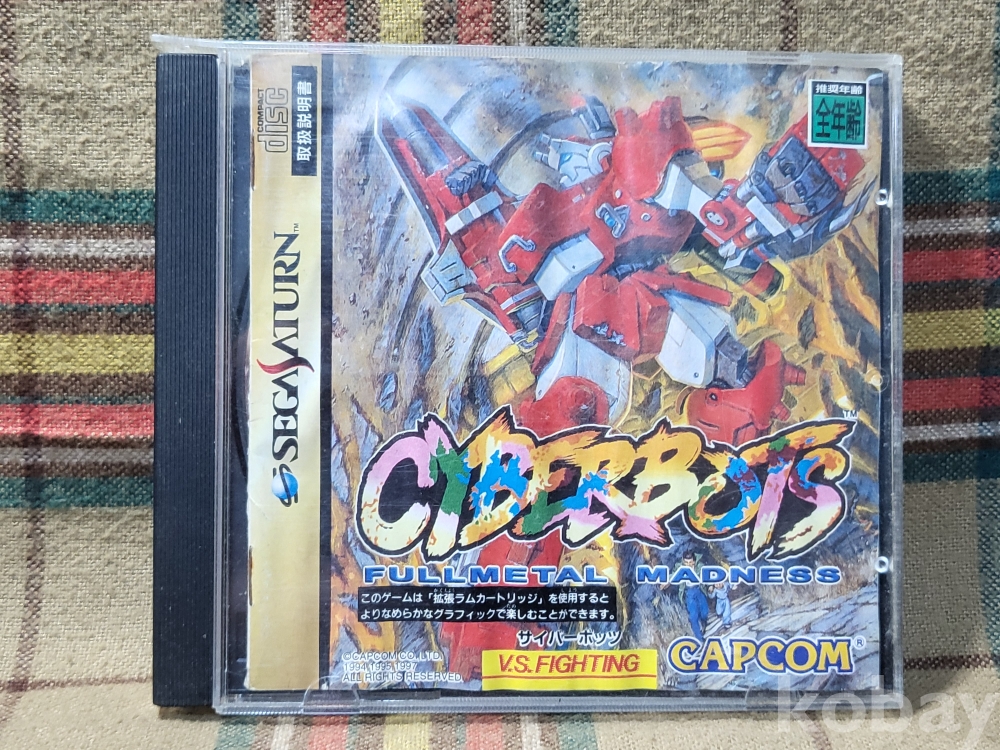 COMPACT
disc
取扱説明書
SEGA SATURN™
推奨年齢
全年齢
CYBERBOTS™
FULLMETAL MADNESS
このゲームは「拡張ラムカートリッジ」を使用すると
よりなめらかなグラフィックで楽しむことができます。
サイバーボッツ
V.S. FIGHTING
CAPCOM®
©CAPCOM CO., LTD.
1994,1995,1997
ALL RIGHTS RESERVED
kobay